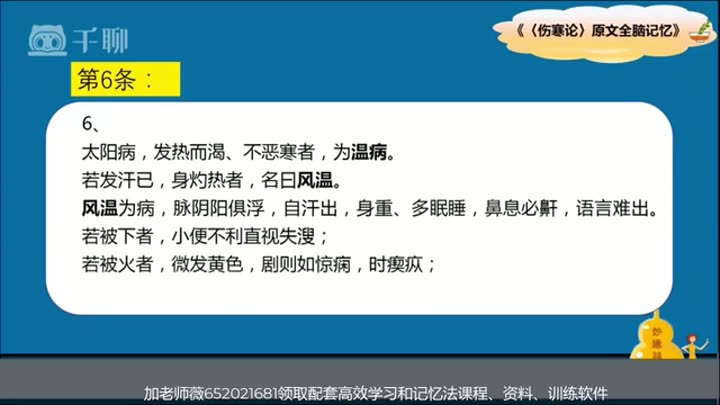 千聊
《〈伤寒论〉原文全脑记忆》
第6条：
6、
太阳病，发热而渴、不恶寒者，为温病。
若发汗已，身灼热者，名曰风温。
风温为病，脉阴阳俱浮，自汗出，身重、多眠睡，鼻息必鼾，语言难出。
若被下者，小便不利直视失溲；
若被火者，微发黄色，剧则如惊痫，时瘈疭；
加老师薇652021681领取配套高效学习和记忆法课程、资料、训练软件